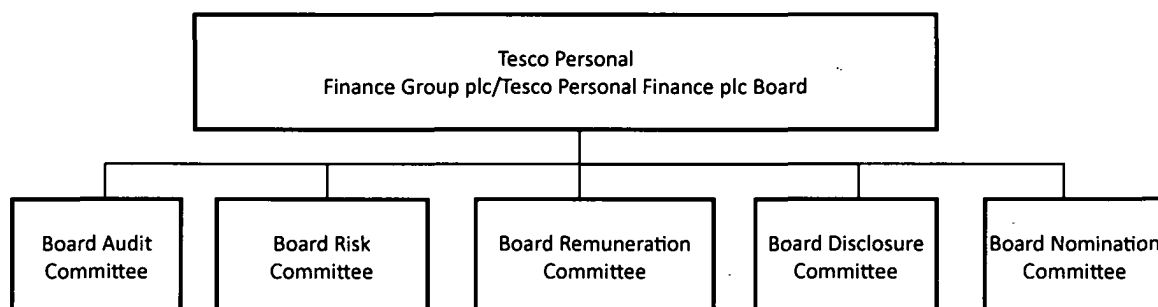 Tesco Personal
Finance Group plc/Tesco Personal Finance plc Board
Board Audit
Committee
Board Risk
Committee
Board Remuneration
Committee
Board Disclosure
Committee
Board Nomination
Committee